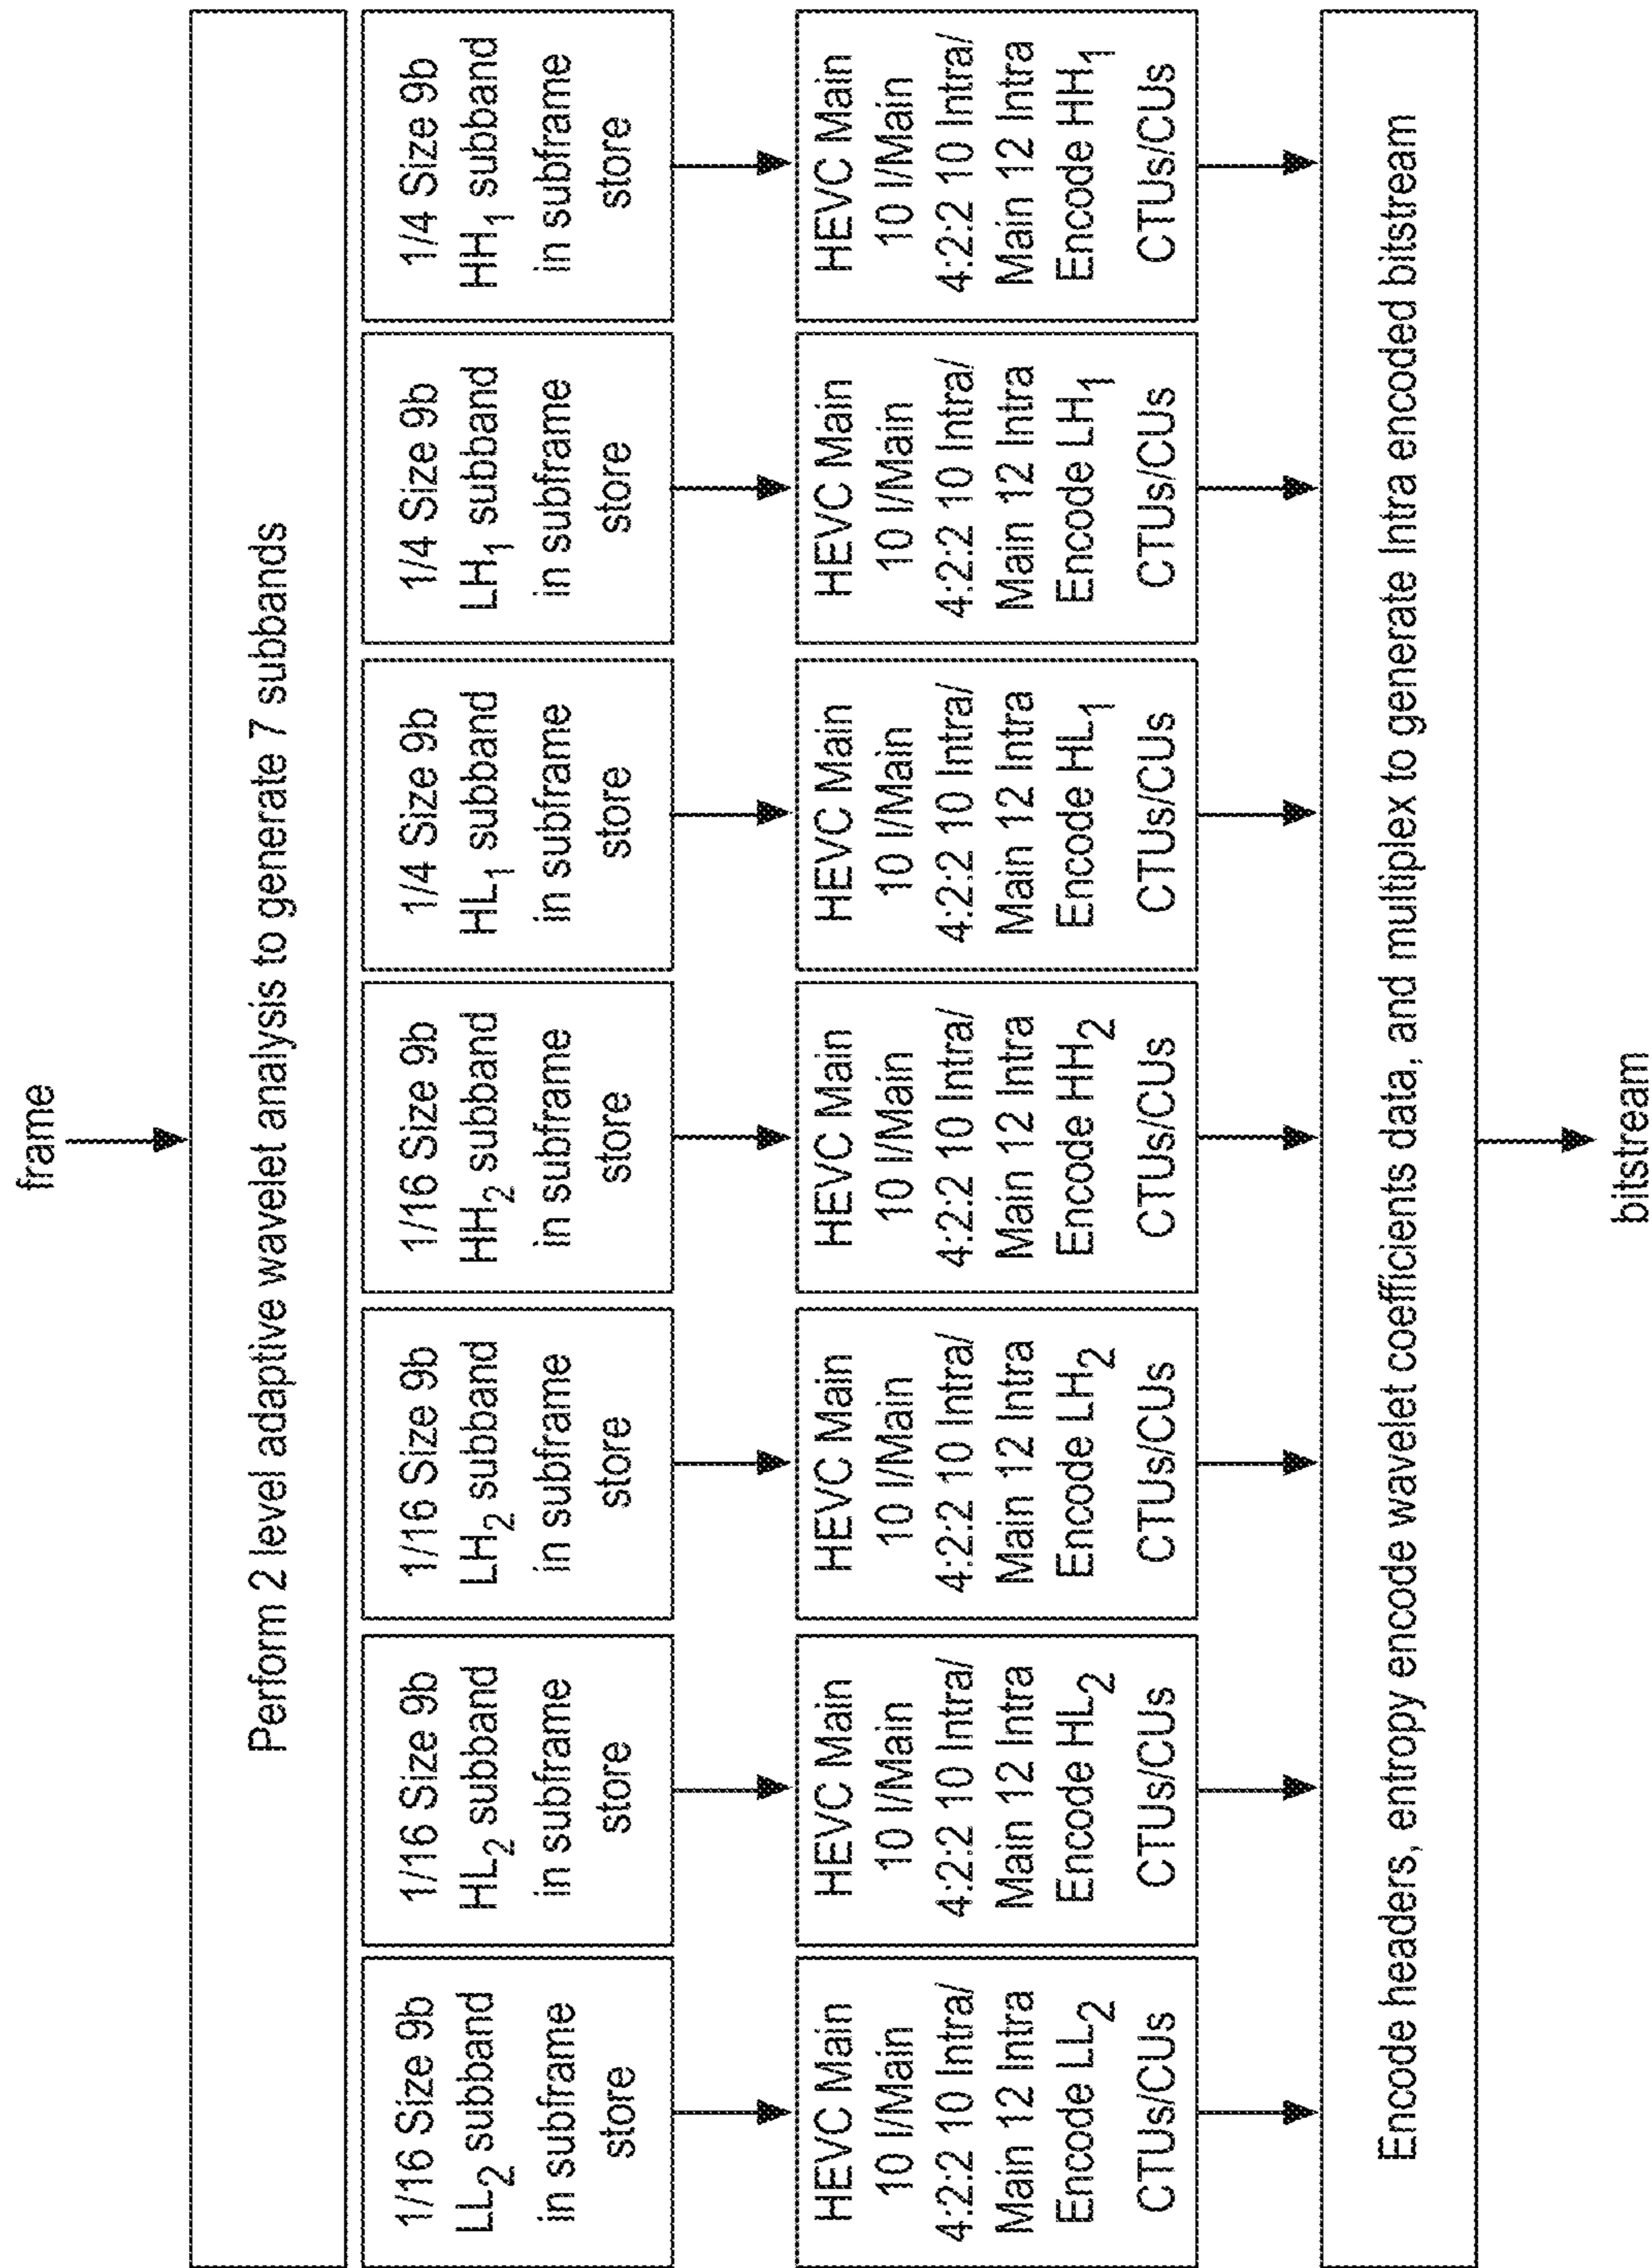 frame
Perform 2 level adaptive wavelet analysis to generate 7 subbands
1/16 Size 9b
LL2 subband
in subframe
store
1/16 Size 9b
HL2 subband
in subframe
store
1/16 Size 9b
LH2 subband
in subframe
store
1/16 Size 9b
HH2 subband
in subframe
store
1/4 Size 9b
HL1 subband
in subframe
store
1/4 Size 9b
LH1 subband
in subframe
store
1/4 Size 9b
HH1 subband
in subframe
store
HEVC Main
10 I/Main
4:2:2 10 Intra/
Main 12 Intra
Encode LL2
CTUs/CUs
HEVC Main
10 I/Main
4:2:2 10 Intra/
Main 12 Intra
Encode HL2
CTUs/CUs
HEVC Main
10 I/Main
4:2:2 10 Intra/
Main 12 Intra
Encode LH2
CTUs/CUs
HEVC Main
10 I/Main
4:2:2 10 Intra/
Main 12 Intra
Encode HH2
CTUs/CUs
HEVC Main
10 I/Main
4:2:2 10 Intra/
Main 12 Intra
Encode HL1
CTUs/CUs
HEVC Main
10 I/Main
4:2:2 10 Intra/
Main 12 Intra
Encode LH1
CTUs/CUs
HEVC Main
10 I/Main
4:2:2 10 Intra/
Main 12 Intra
Encode HH1
CTUs/CUs
Encode headers, entropy encode wavelet coefficients data, and multiplex to generate Intra encoded bitstream
bitstream